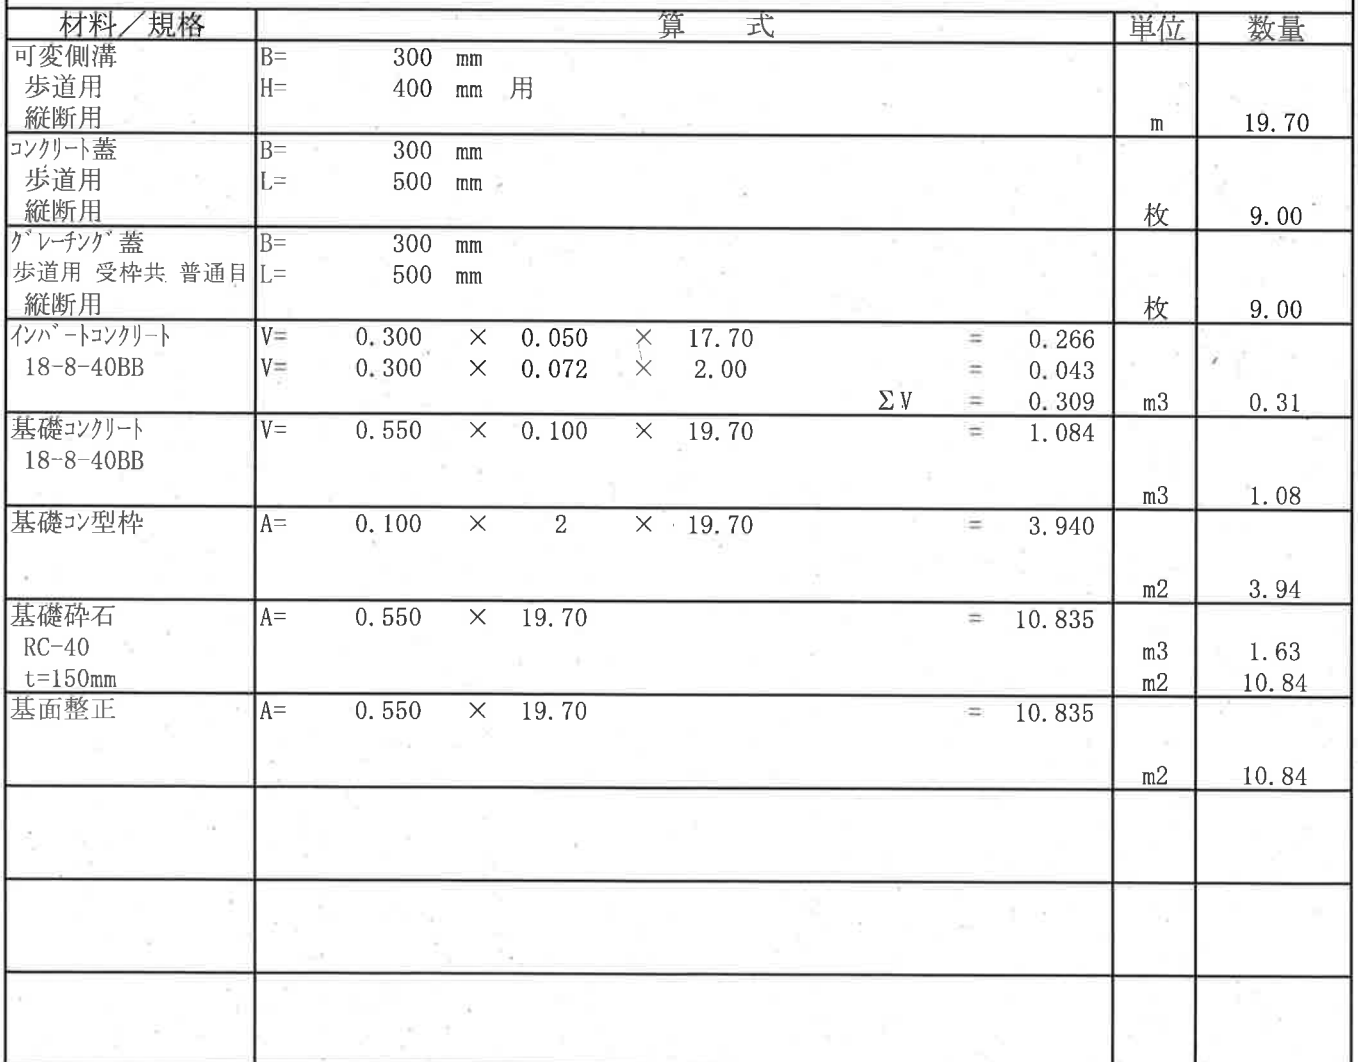 材料／規格 算 式 単位 数量
可変側溝 B= 300 mm
歩道用 H= 400 mm 用
縦断用 m 19.70
ｺﾝｸﾘｰﾄ蓋 B= 300 mm
歩道用 L= 500 mm
縦断用 枚 9.00
ｸﾞﾚｰﾁﾝｸﾞ蓋 B= 300 mm
歩道用 受枠共 普通目 L= 500 mm
縦断用 枚 9.00
ｲﾝﾊﾞｰﾄｺﾝｸﾘｰﾄ V= 0.300 × 0.050 × 17.70 = 0.266
18-8-40BB V= 0.300 × 0.072 × 2.00 = 0.043
ΣV = 0.309 m3 0.31
基礎ｺﾝｸﾘｰﾄ V= 0.550 × 0.100 × 19.70 = 1.084
18-8-40BB
m3 1.08
基礎ｺﾝ型枠 A= 0.100 × 2 × 19.70 = 3.940
m2 3.94
基礎砕石 A= 0.550 × 19.70 = 10.835
RC-40 m3 1.63
t=150mm m2 10.84
基面整正 A= 0.550 × 19.70 = 10.835
m2 10.84